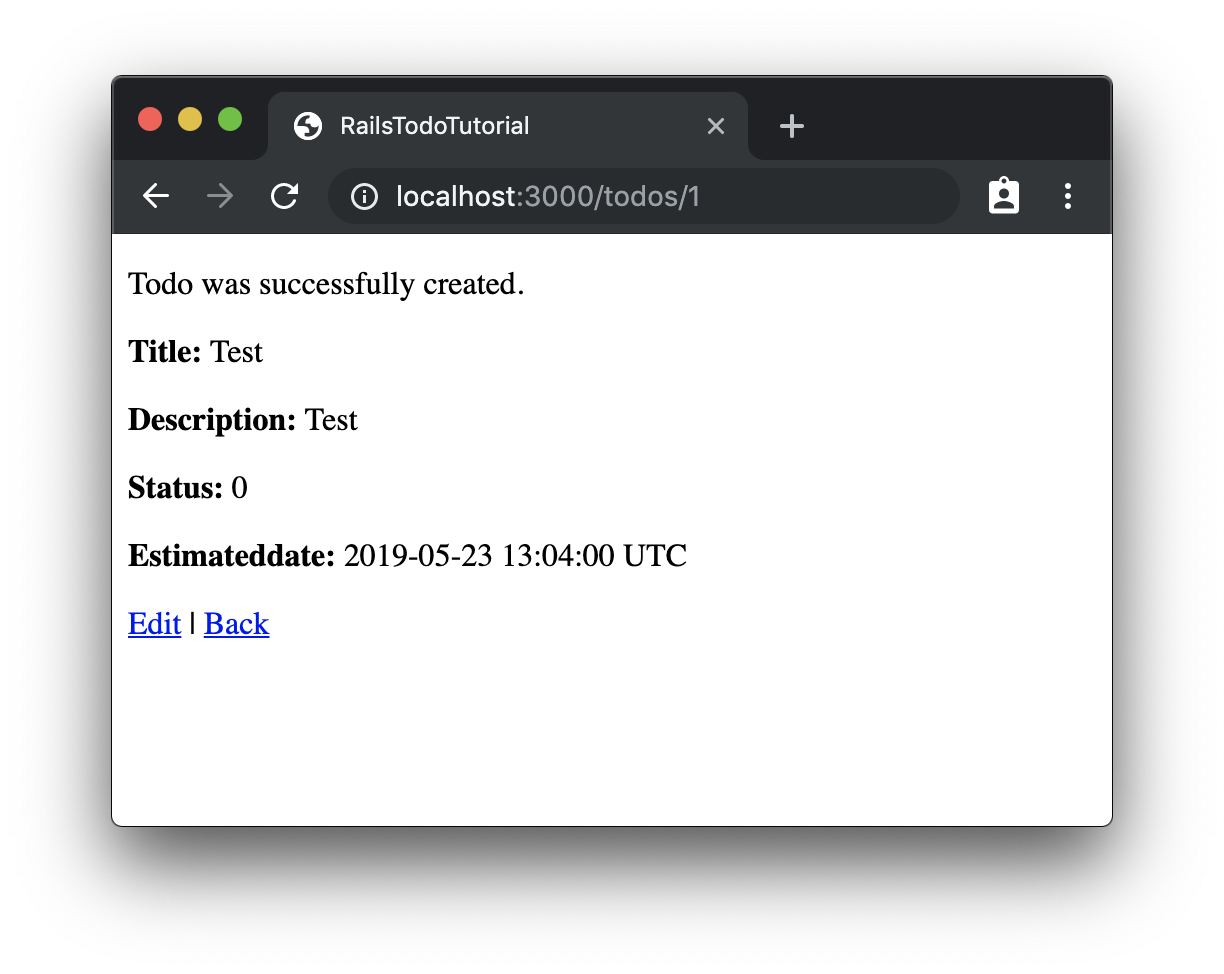 RailsTodoTutorial
localhost:3000/todos/1
Todo was successfully created.
Title: Test
Description: Test
Status: 0
Estimateddate: 2019-05-23 13:04:00 UTC
Edit | Back